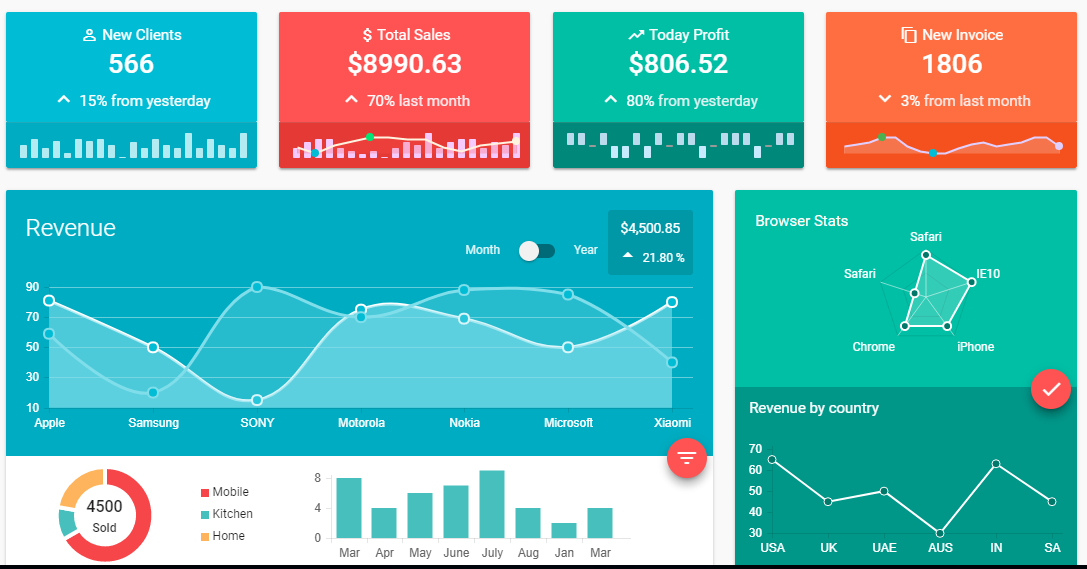 New Clients
566
15% from yesterday
$ Total Sales
$8990.63
70% last month
Today Profit
$806.52
80% from yesterday
New Invoice
1806
3% from last month
Revenue
Month
Year
$4,500.85
21.80 %
90
70
50
30
10
Apple Samsung SONY Motorola Nokia Microsoft Xiaomi
4500
Sold
Mobile
Kitchen
Home
8
4
0
Mar Apr May June July Aug Jan Mar
Browser Stats
Safari
Safari
IE10
Chrome
iPhone
Revenue by country
70
60
50
40
30
USA UK UAE AUS IN SA